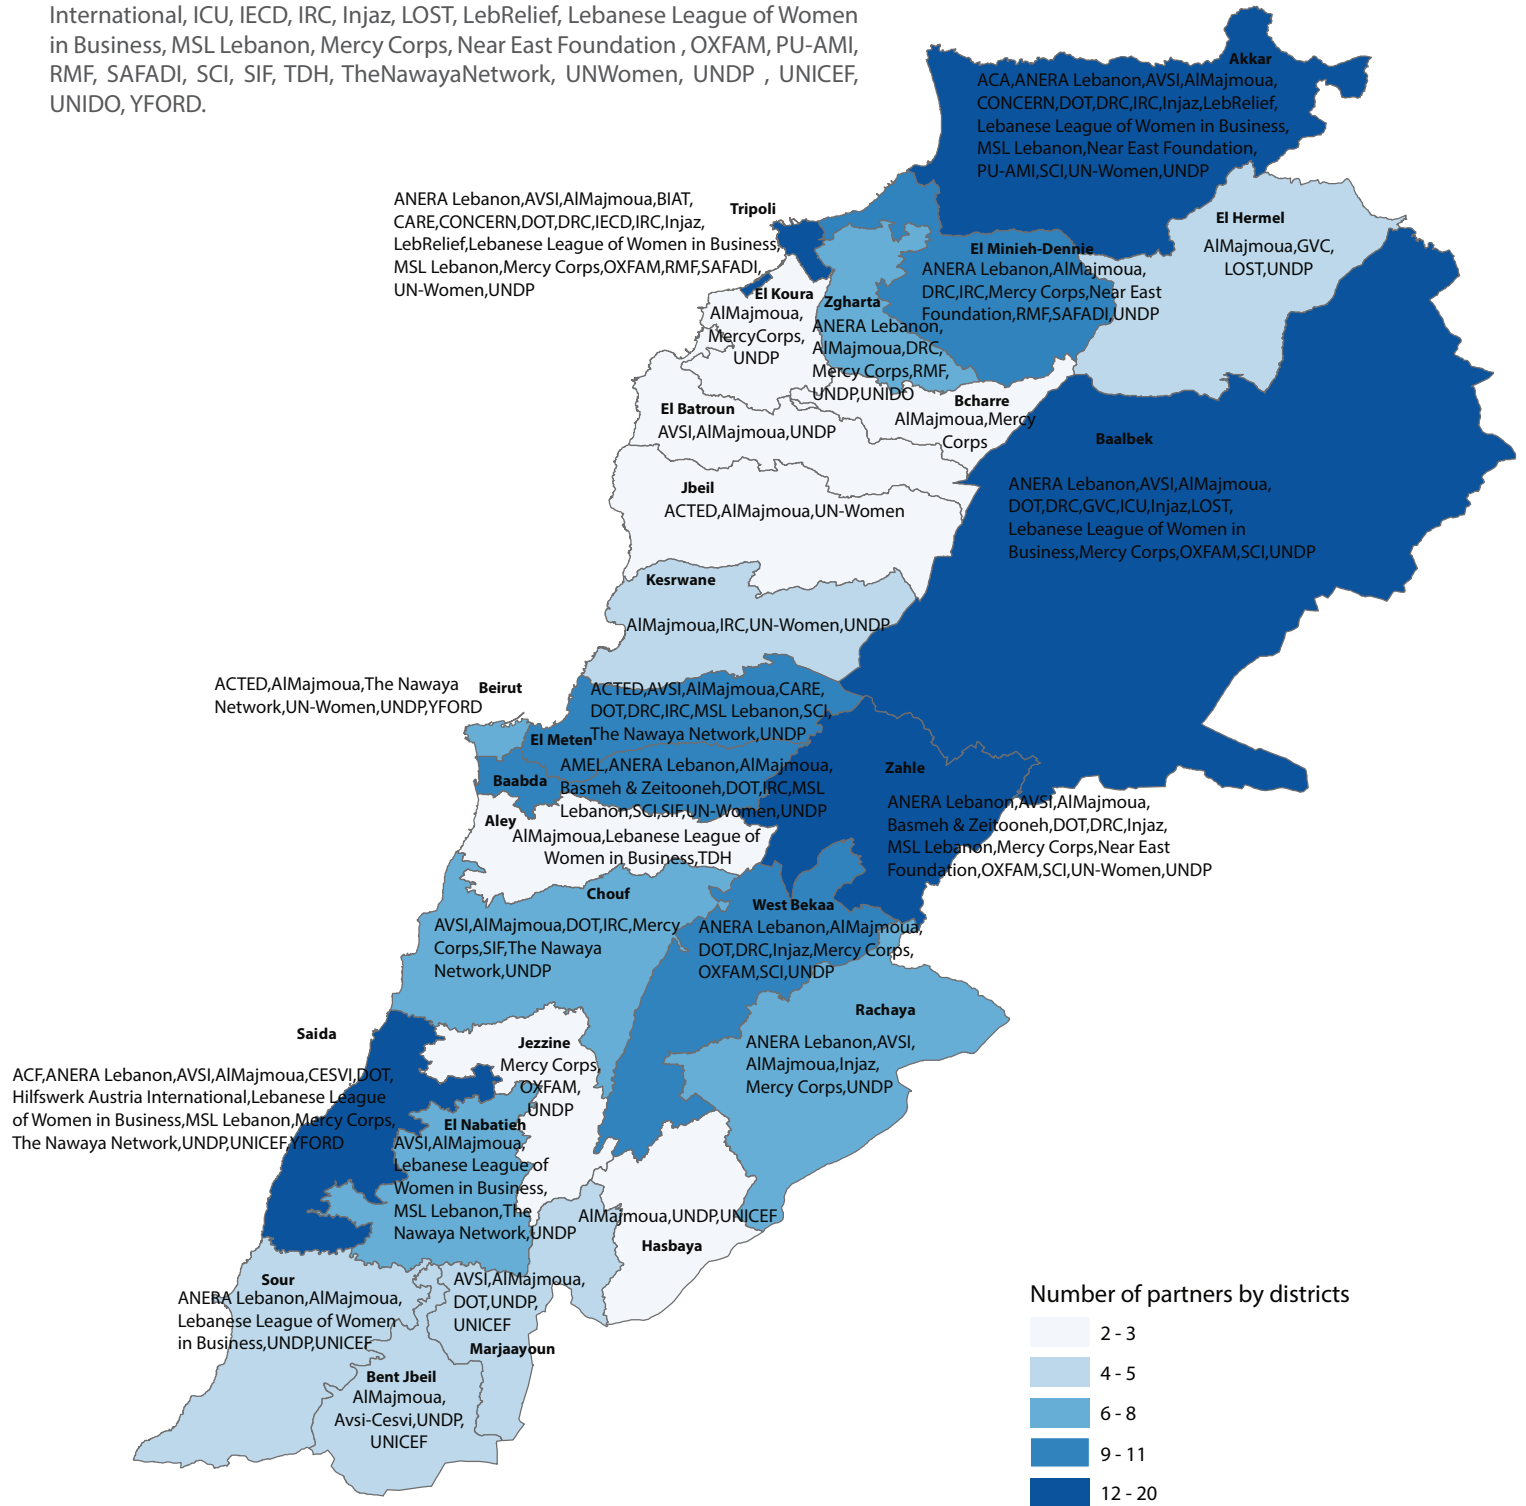 International, ICU, IECD, IRC, Injaz, LOST, LebRelief, Lebanese League of Women
in Business, MSL Lebanon, Mercy Corps, Near East Foundation , OXFAM, PU-AMI,
RMF, SAFADI, SCI, SIF, TDH, TheNawayaNetwork, UNWomen, UNDP , UNICEF,
UNIDO, YFORD.
Akkar
ACA,ANERA Lebanon,AVSI,AlMajmoua,
CONCERN,DOT,DRC,IRC,Injaz,LebRelief,
Lebanese League of Women in Business,
MSL Lebanon,Near East Foundation,
PU-AMI,SCI,UN-Women,UNDP
Tripoli
ANERA Lebanon,AVSI,AlMajmoua,BIAT,
CARE,CONCERN,DOT,DRC,IECD,IRC,Injaz,
LebRelief,Lebanese League of Women in Business,
MSL Lebanon,Mercy Corps,OXFAM,RMF,SAFADI,
UN-Women,UNDP
El Hermel
AlMajmoua,GVC,
LOST,UNDP
El Minieh-Dennie
ANERA Lebanon,AlMajmoua,
DRC,IRC,Mercy Corps,Near East
Foundation,RMF,SAFADI,UNDP
El Koura
AlMajmoua,
MercyCorps,
UNDP
Zgharta
ANERA Lebanon,
AlMajmoua,DRC,
Mercy Corps,RMF,
UNDP,UNIDO
Bcharre
AlMajmoua,Mercy
Corps
El Batroun
AVSI,AlMajmoua,UNDP
Baalbek
ANERA Lebanon,AVSI,AlMajmoua,
DOT,DRC,GVC,ICU,Injaz,LOST,
Lebanese League of Women in
Business,Mercy Corps,OXFAM,SCI,UNDP
Jbeil
ACTED,AlMajmoua,UN-Women
Kesrwane
AlMajmoua,IRC,UN-Women,UNDP
Beirut
ACTED,AlMajmoua,The Nawaya
Network,UN-Women,UNDP,YFORD
El Meten
ACTED,AVSI,AlMajmoua,CARE,
DOT,DRC,IRC,MSL Lebanon,SCI,
The Nawaya Network,UNDP
Baabda
AMEL,ANERA Lebanon,AlMajmoua,
Basmeh & Zeitooneh,DOT,IRC,MSL
Lebanon,SCI,SIF,UN-Women,UNDP
Zahle
ANERA Lebanon,AVSI,AlMajmoua,
Basmeh & Zeitooneh,DOT,DRC,Injaz,
MSL Lebanon,Mercy Corps,Near East
Foundation,OXFAM,SCI,UN-Women,UNDP
Aley
AlMajmoua,Lebanese League of
Women in Business,TDH
Chouf
AVSI,AlMajmoua,DOT,IRC,Mercy
Corps,SIF,The Nawaya
Network,UNDP
West Bekaa
ANERA Lebanon,AlMajmoua,
DOT,DRC,Injaz,Mercy Corps,
OXFAM,SCI,UNDP
Rachaya
ANERA Lebanon,AVSI,
AlMajmoua,Injaz,
Mercy Corps,UNDP
Saida
ACF,ANERA Lebanon,AVSI,AlMajmoua,CESVI,DOT,
Hilfswerk Austria International,Lebanese League
of Women in Business,MSL Lebanon,Mercy Corps,
The Nawaya Network,UNDP,UNICEF,YFORD
Jezzine
Mercy Corps,
OXFAM,
UNDP
El Nabatieh
AVSI,AlMajmoua,
Lebanese League of
Women in Business,
MSL Lebanon,The
Nawaya Network,UNDP
AlMajmoua,UNDP,UNICEF
Hasbaya
Sour
ANERA Lebanon,AlMajmoua,
Lebanese League of Women
in Business,UNDP,UNICEF
AVSI,AlMajmoua,
DOT,UNDP,
UNICEF
Marjaayoun
Bent Jbeil
AlMajmoua,
Avsi-Cesvi,UNDP,
UNICEF
Number of partners by districts
2 - 3
4 - 5
6 - 8
9 - 11
12 - 20